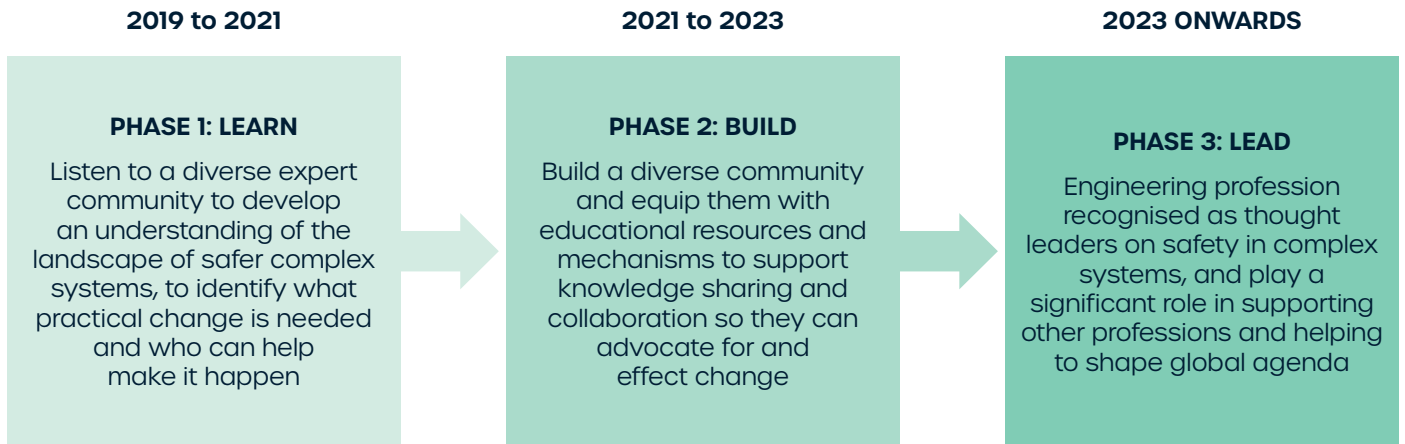 2019 to 2021
PHASE 1: LEARN
Listen to a diverse expert
community to develop
an understanding of the
landscape of safer complex
systems, to identify what
practical change is needed
and who can help
make it happen
2021 to 2023
PHASE 2: BUILD
Build a diverse community
and equip them with
educational resources and
mechanisms to support
knowledge sharing and
collaboration so they can
advocate for and
effect change
2023 ONWARDS
PHASE 3: LEAD
Engineering profession
recognised as thought
leaders on safety in complex
systems, and play a
significant role in supporting
other professions and helping
to shape global agenda